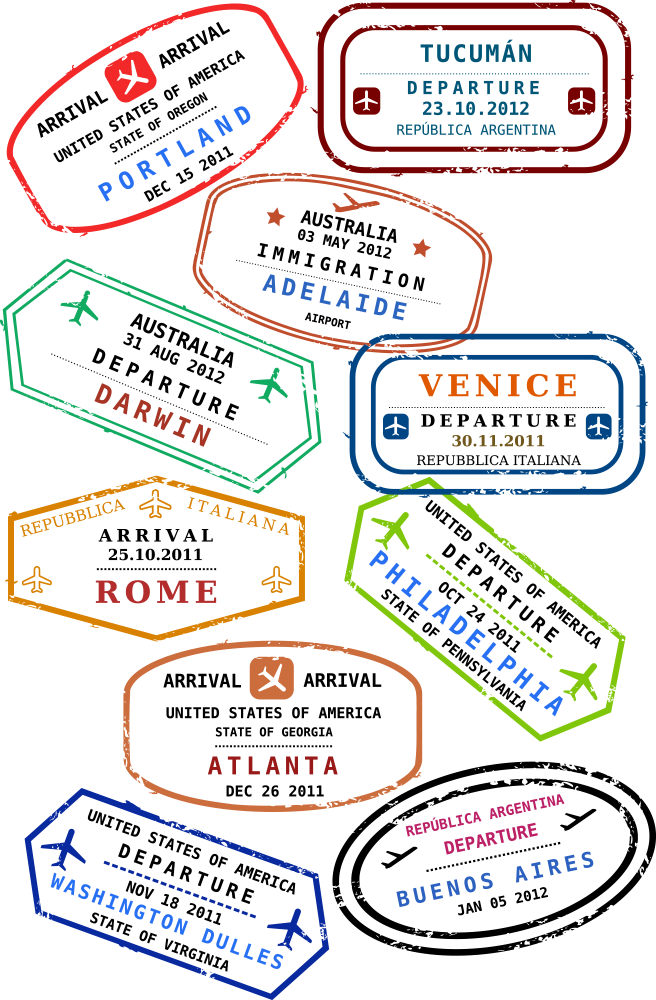 ARRIVAL ARRIVAL
UNITED STATES OF AMERICA
STATE OF OREGON
PORTLAND
DEC 15 2011
TUCUMÁN
DEPARTURE
23.10.2012
REPÚBLICA ARGENTINA
AUSTRALIA
03 MAY 2012
IMMIGRATION
ADELAIDE
AIRPORT
AUSTRALIA
31 AUG 2012
DEPARTURE
DARWIN
VENICE
DEPARTURE
30.11.2011
REPUBBLICA ITALIANA
REPUBBLICA ITALIANA
ARRIVAL
25.10.2011
ROME
UNITED STATES OF AMERICA
DEPARTURE
OCT 24 2011
PHILADELPHIA
STATE OF PENNSYLVANIA
ARRIVAL ARRIVAL
UNITED STATES OF AMERICA
STATE OF GEORGIA
ATLANTA
DEC 26 2011
UNITED STATES OF AMERICA
DEPARTURE
NOV 18 2011
WASHINGTON DULLES
STATE OF VIRGINIA
REPÚBLICA ARGENTINA
DEPARTURE
BUENOS AIRES
JAN 05 2012